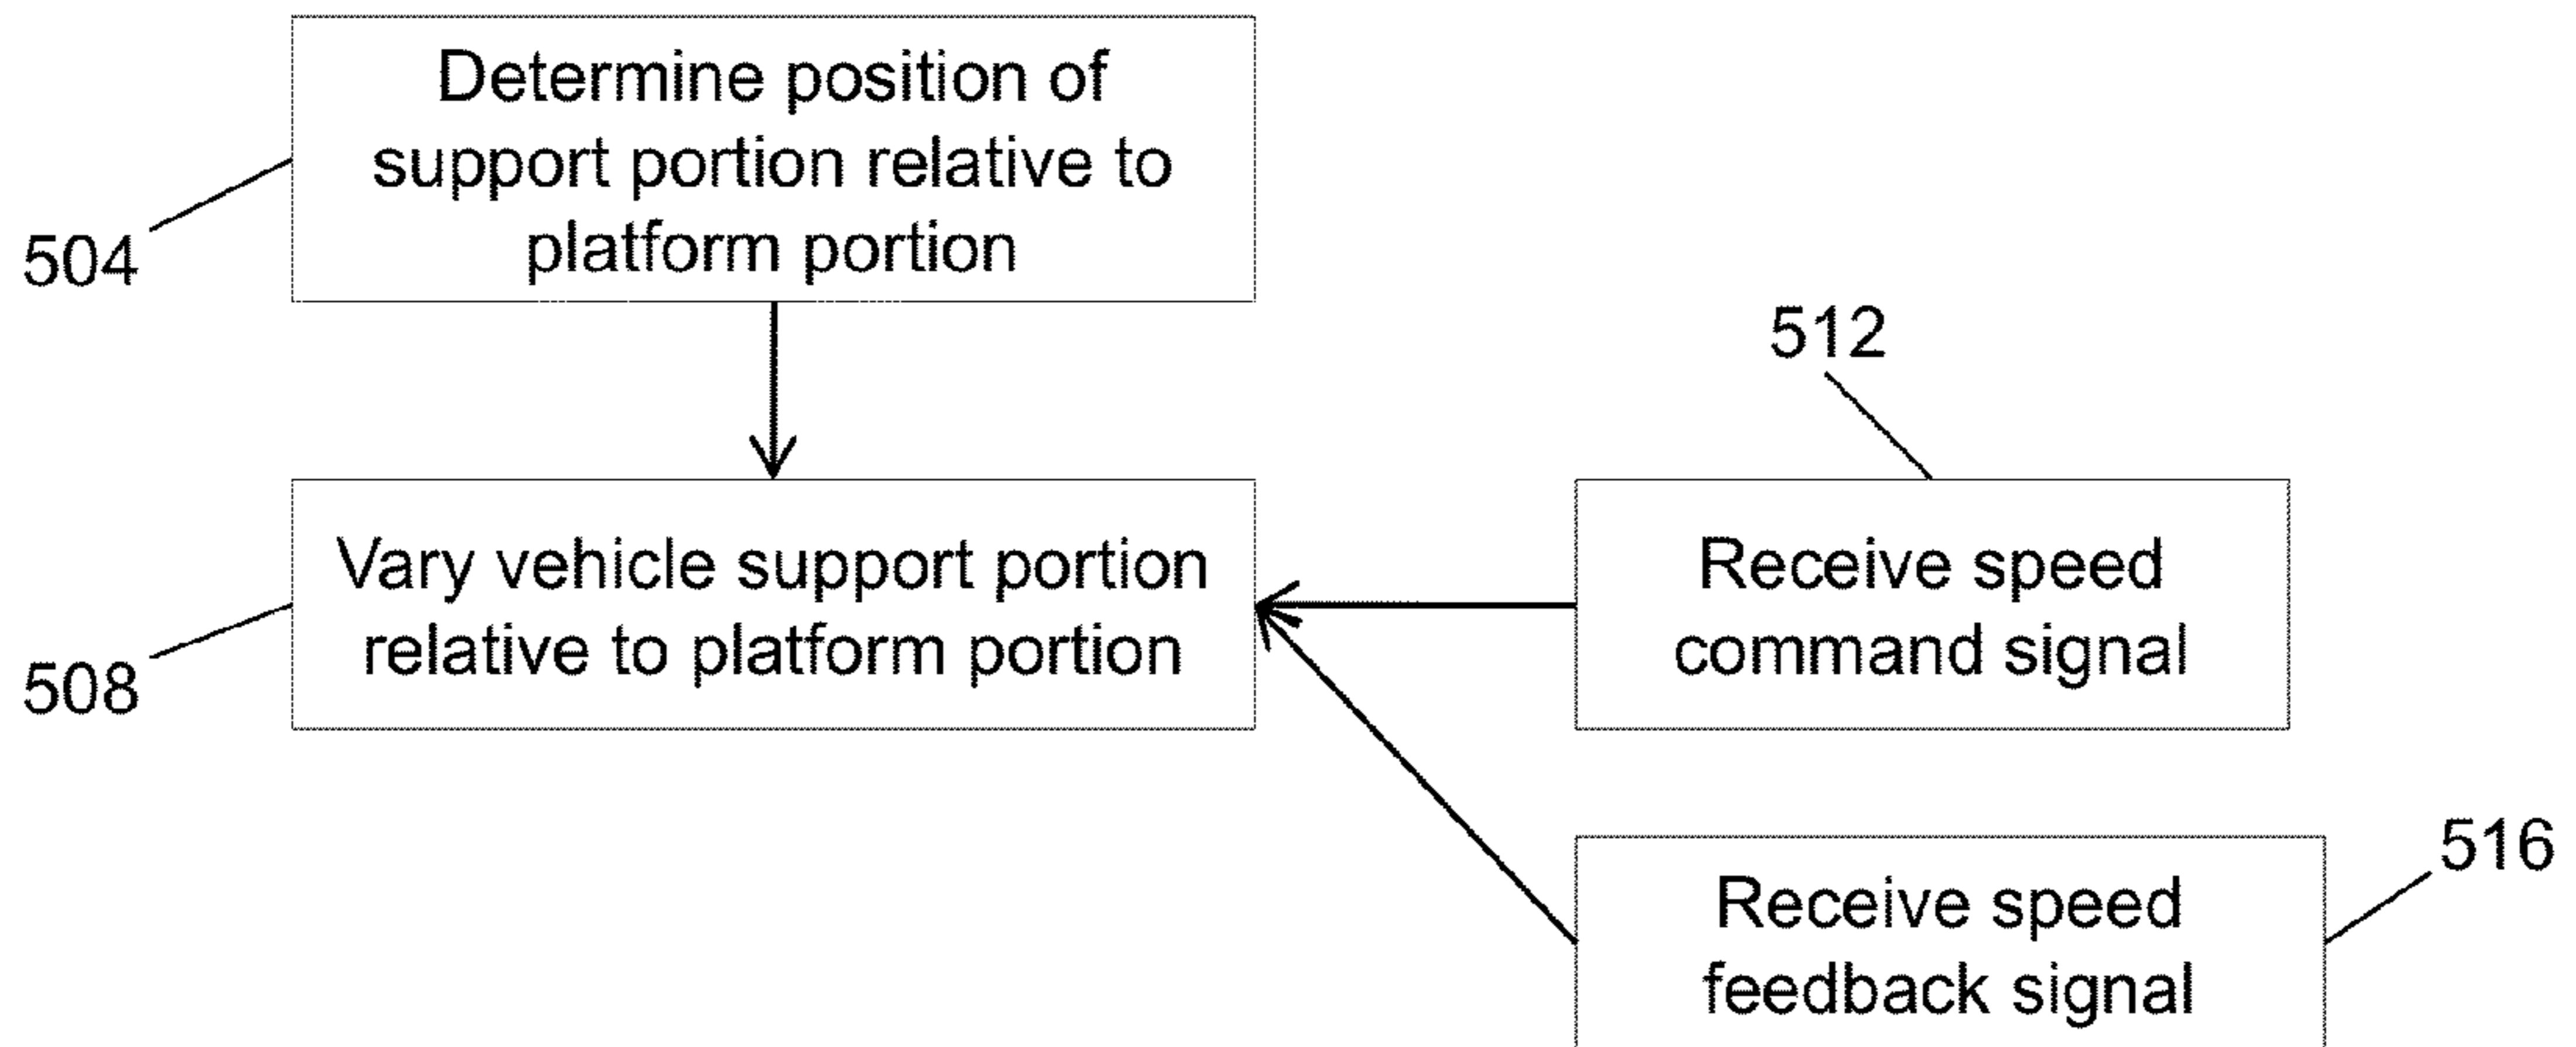 Determine position of
support portion relative to
platform portion
504
512
Vary vehicle support portion
relative to platform portion
508
Receive speed
command signal
516
Receive speed
feedback signal